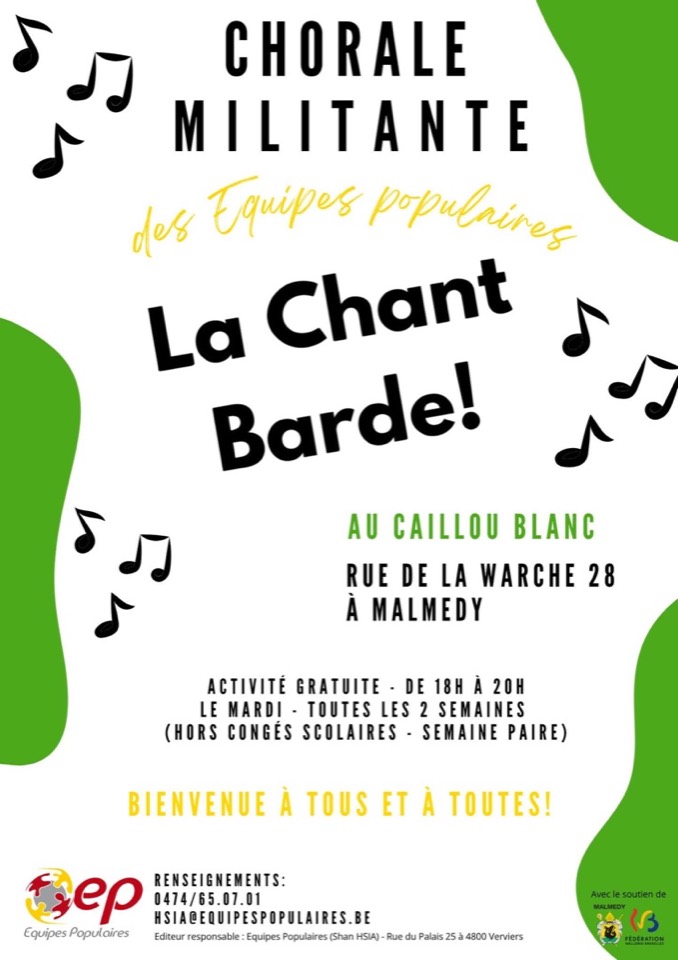 CHORALE
MILITANTE
des Equipes populaires
La Chant
Barde!
AU CAILLOU BLANC
RUE DE LA WARCHE 28
À MALMEDY
ACTIVITÉ GRATUITE - DE 18H À 20H
LE MARDI - TOUTES LES 2 SEMAINES
(HORS CONGÉS SCOLAIRES - SEMAINE PAIRE)
BIENVENUE À TOUS ET À TOUTES!
ep
Equipes Populaires
RENSEIGNEMENTS:
0474/65.07.01
HSIA@EQUIPESPOPULAIRES.BE
Editeur responsable : Equipes Populaires (Shan HSIA) - Rue du Palais 25 à 4800 Verviers
Avec le soutien de
MALMEDY
FÉDÉRATION
WALLONIE-BRUXELLES